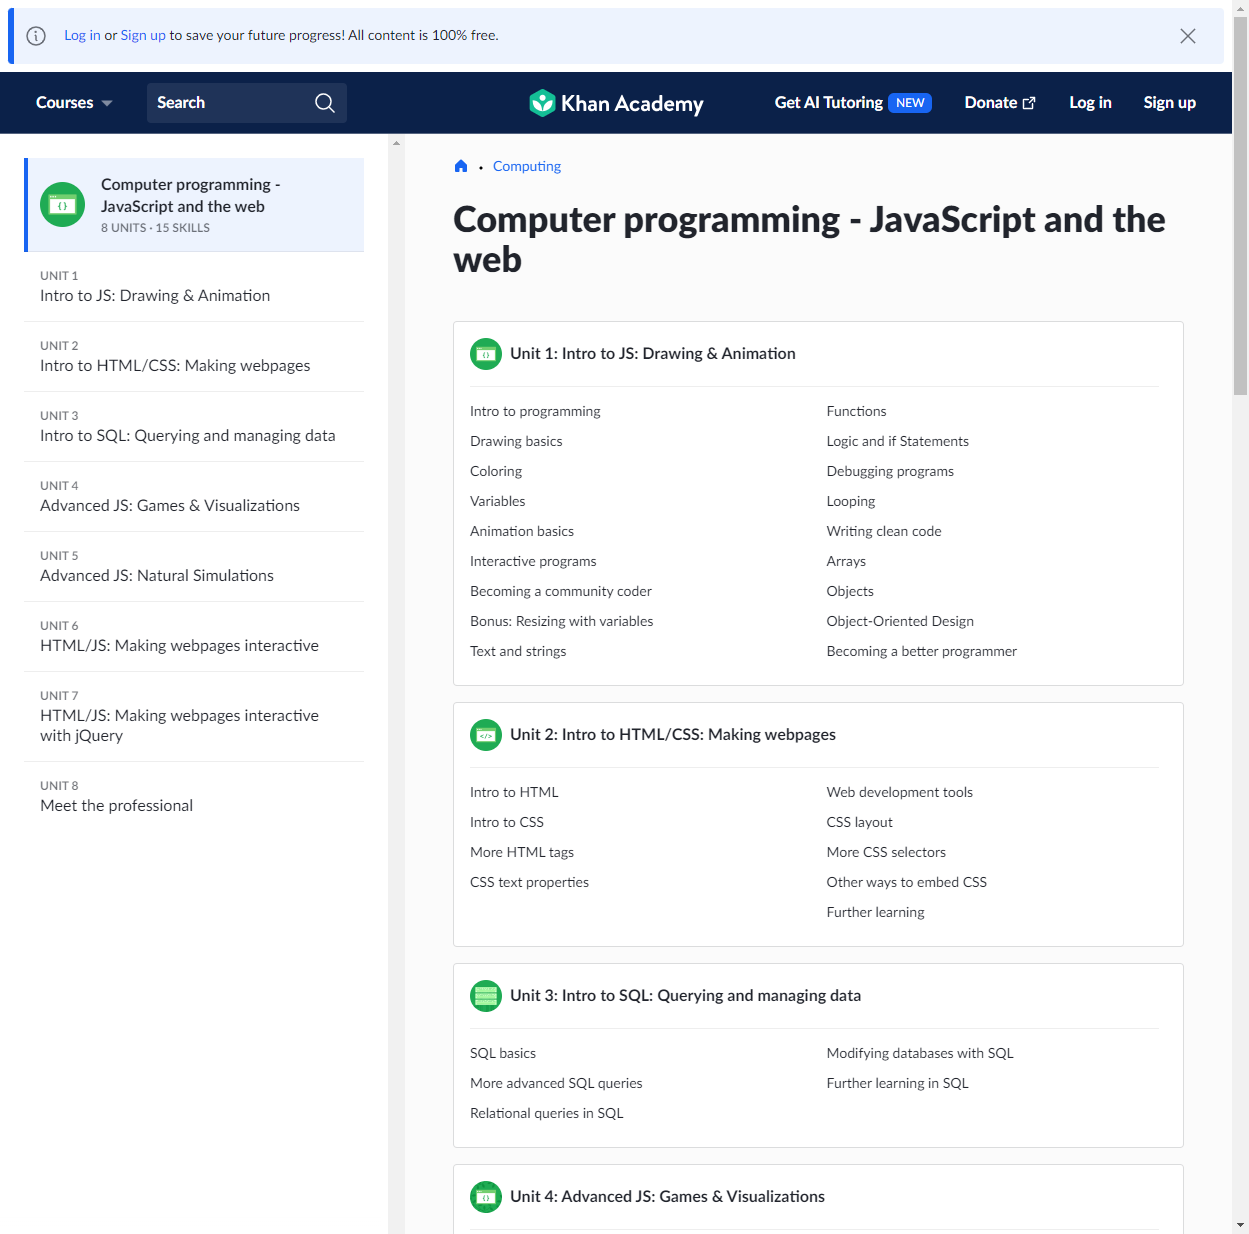 Log in or Sign up to save your future progress! All content is 100% free.
Courses
Search
Khan Academy
Get AI Tutoring NEW
Donate
Log in
Sign up
Computer programming -
JavaScript and the web
8 UNITS · 15 SKILLS
UNIT 1
Intro to JS: Drawing & Animation
UNIT 2
Intro to HTML/CSS: Making webpages
UNIT 3
Intro to SQL: Querying and managing data
UNIT 4
Advanced JS: Games & Visualizations
UNIT 5
Advanced JS: Natural Simulations
UNIT 6
HTML/JS: Making webpages interactive
UNIT 7
HTML/JS: Making webpages interactive
with jQuery
UNIT 8
Meet the professional
• Computing
Computer programming - JavaScript and the
web
Unit 1: Intro to JS: Drawing & Animation
Intro to programming
Drawing basics
Coloring
Variables
Animation basics
Interactive programs
Becoming a community coder
Bonus: Resizing with variables
Text and strings
Functions
Logic and if Statements
Debugging programs
Looping
Writing clean code
Arrays
Objects
Object-Oriented Design
Becoming a better programmer
Unit 2: Intro to HTML/CSS: Making webpages
Intro to HTML
Intro to CSS
More HTML tags
CSS text properties
Web development tools
CSS layout
More CSS selectors
Other ways to embed CSS
Further learning
Unit 3: Intro to SQL: Querying and managing data
SQL basics
More advanced SQL queries
Relational queries in SQL
Modifying databases with SQL
Further learning in SQL
Unit 4: Advanced JS: Games & Visualizations